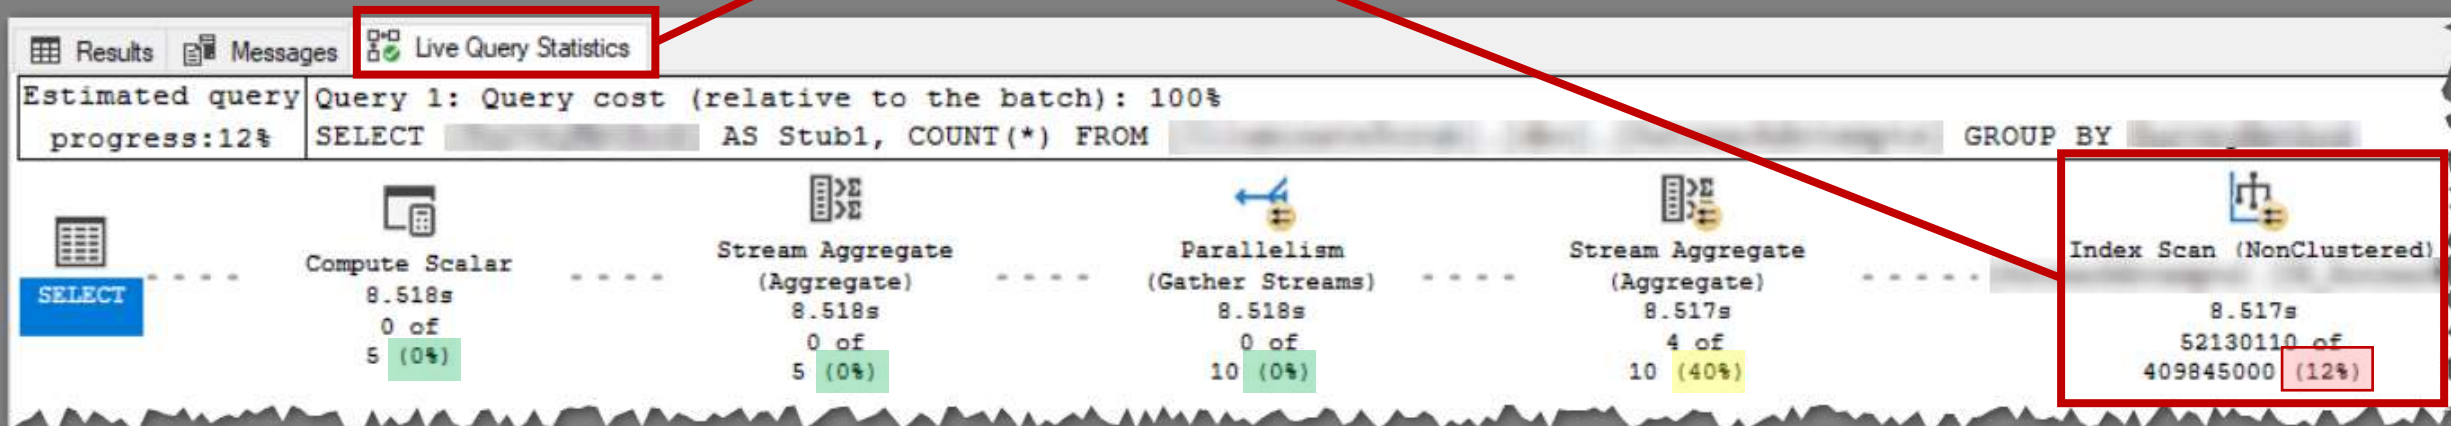 Results Messages Live Query Statistics
Estimated query progress:12%
Query 1: Query cost (relative to the batch): 100%
SELECT AS Stub1, COUNT(*) FROM GROUP BY
SELECT
Compute Scalar
8.518s
0 of
5 (0%)
Stream Aggregate
(Aggregate)
8.518s
0 of
5 (0%)
Parallelism
(Gather Streams)
8.518s
0 of
10 (0%)
Stream Aggregate
(Aggregate)
8.517s
4 of
10 (40%)
Index Scan (NonClustered)
8.517s
52130110 of
409845000 (12%)